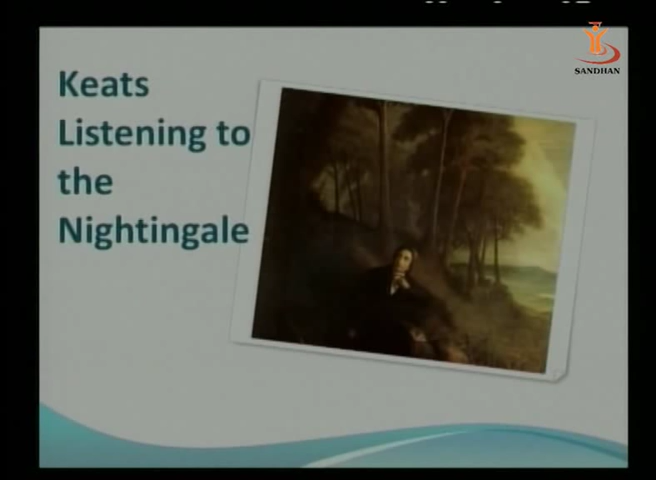 Keats
Listening to
the
Nightingale
SANDHAN